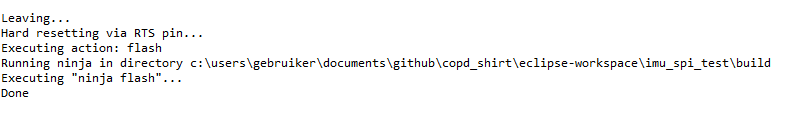 Leaving...
Hard resetting via RTS pin...
Executing action: flash
Running ninja in directory c:\users\gebruiker\documents\github\copd_shirt\eclipse-workspace\imu_spi_test\build
Executing "ninja flash"...
Done